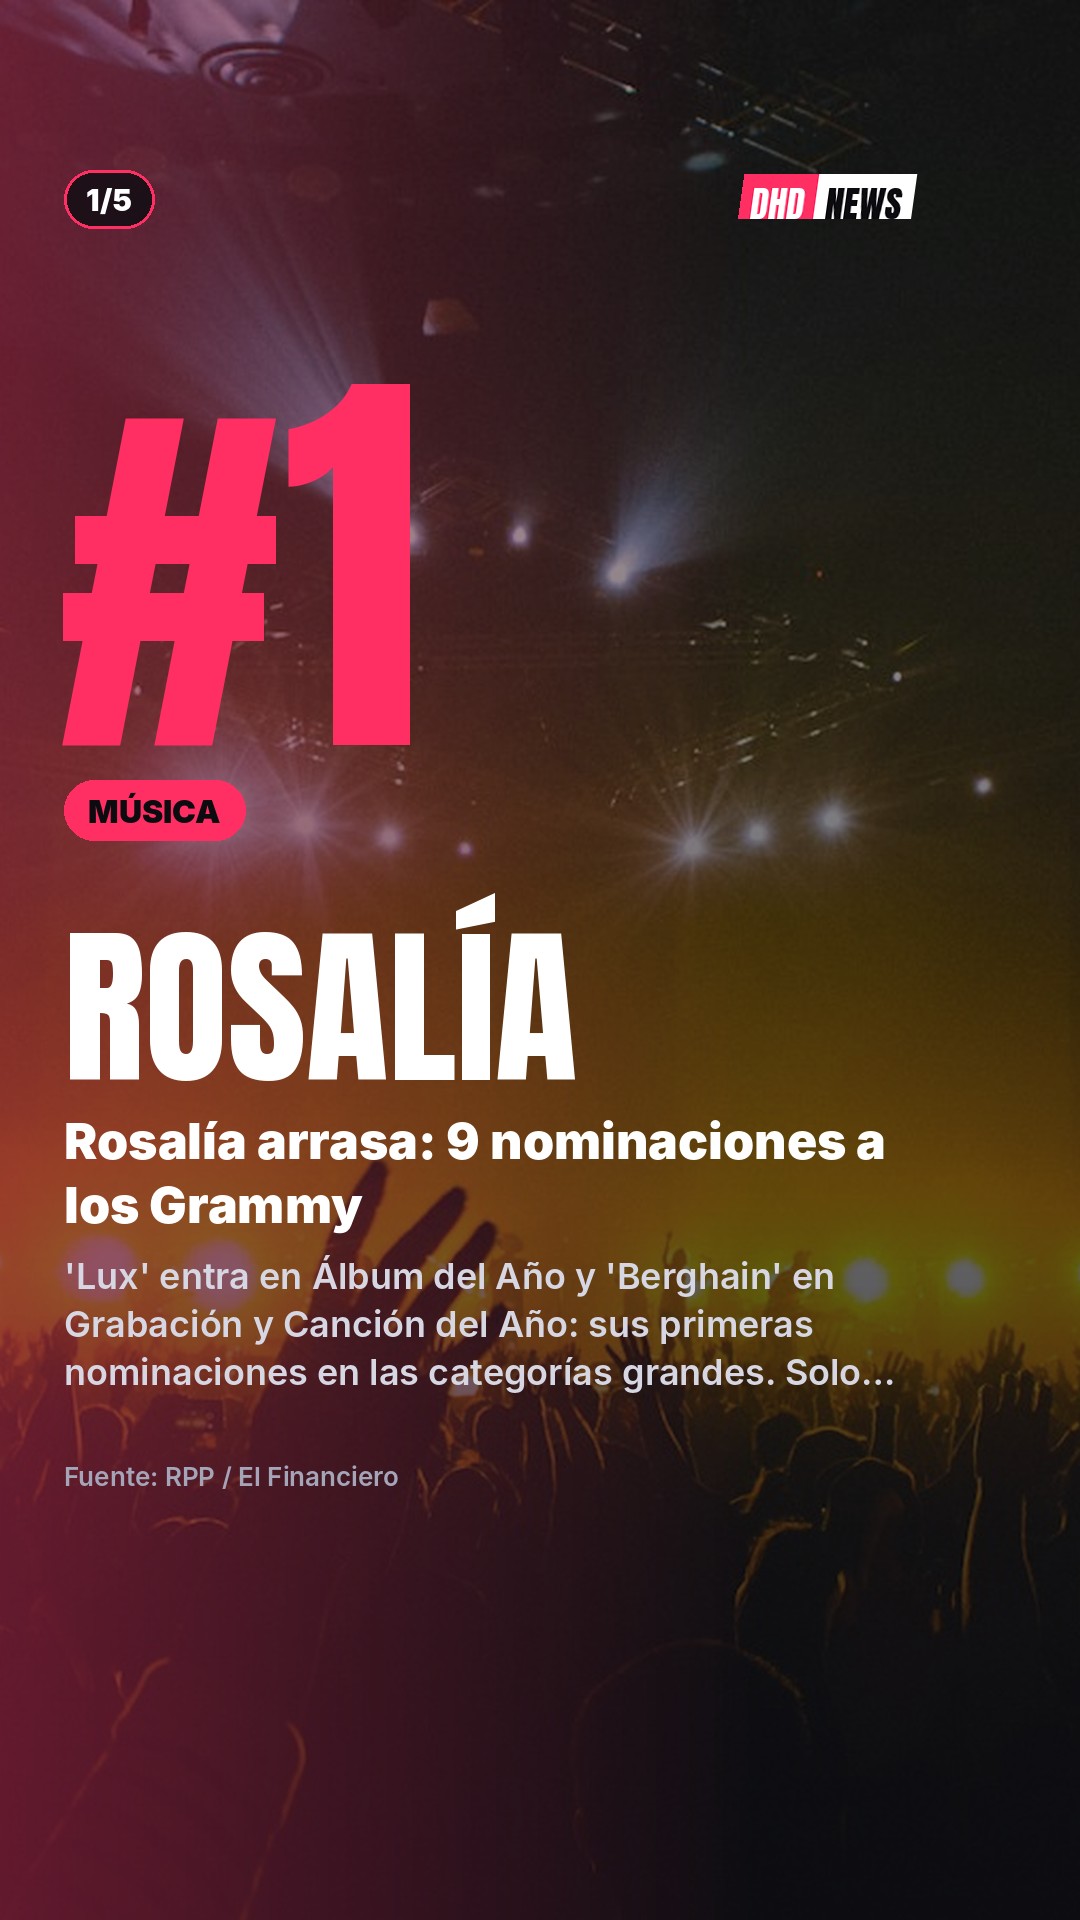 1/5
DHD NEWS
#1
MÚSICA
ROSALÍA
Rosalía arrasa: 9 nominaciones a
los Grammy
'Lux' entra en Álbum del Año y 'Berghain' en
Grabación y Canción del Año: sus primeras
nominaciones en las categorías grandes. Solo...
Fuente: RPP / El Financiero